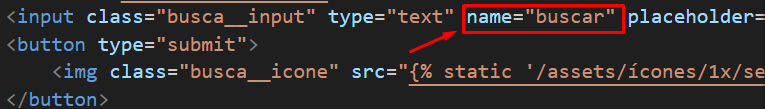 <input class="busca__input" type="text" name="buscar" placeholder=
<button type="submit">
<img class="busca__icone" src="{% static '/assets/ícones/1x/se
</button>